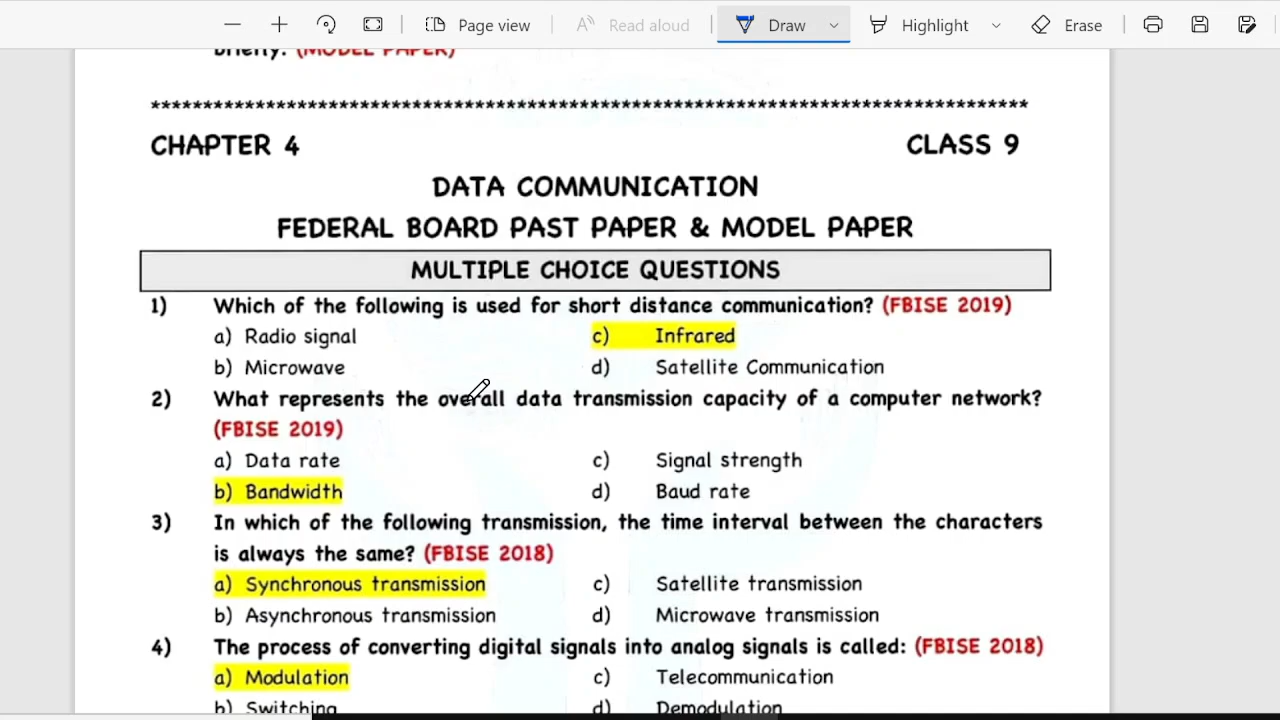 Page view
Read aloud
Draw
Highlight
Erase
briefly. (MODEL PAPER)
************************************************************************************
CHAPTER 4 CLASS 9
DATA COMMUNICATION
FEDERAL BOARD PAST PAPER & MODEL PAPER
MULTIPLE CHOICE QUESTIONS
1) Which of the following is used for short distance communication? (FBISE 2019)
a) Radio signal c) Infrared
b) Microwave d) Satellite Communication
2) What represents the overall data transmission capacity of a computer network?
(FBISE 2019)
a) Data rate c) Signal strength
b) Bandwidth d) Baud rate
3) In which of the following transmission, the time interval between the characters
is always the same? (FBISE 2018)
a) Synchronous transmission c) Satellite transmission
b) Asynchronous transmission d) Microwave transmission
4) The process of converting digital signals into analog signals is called: (FBISE 2018)
a) Modulation c) Telecommunication
b) Switching d) Demodulation